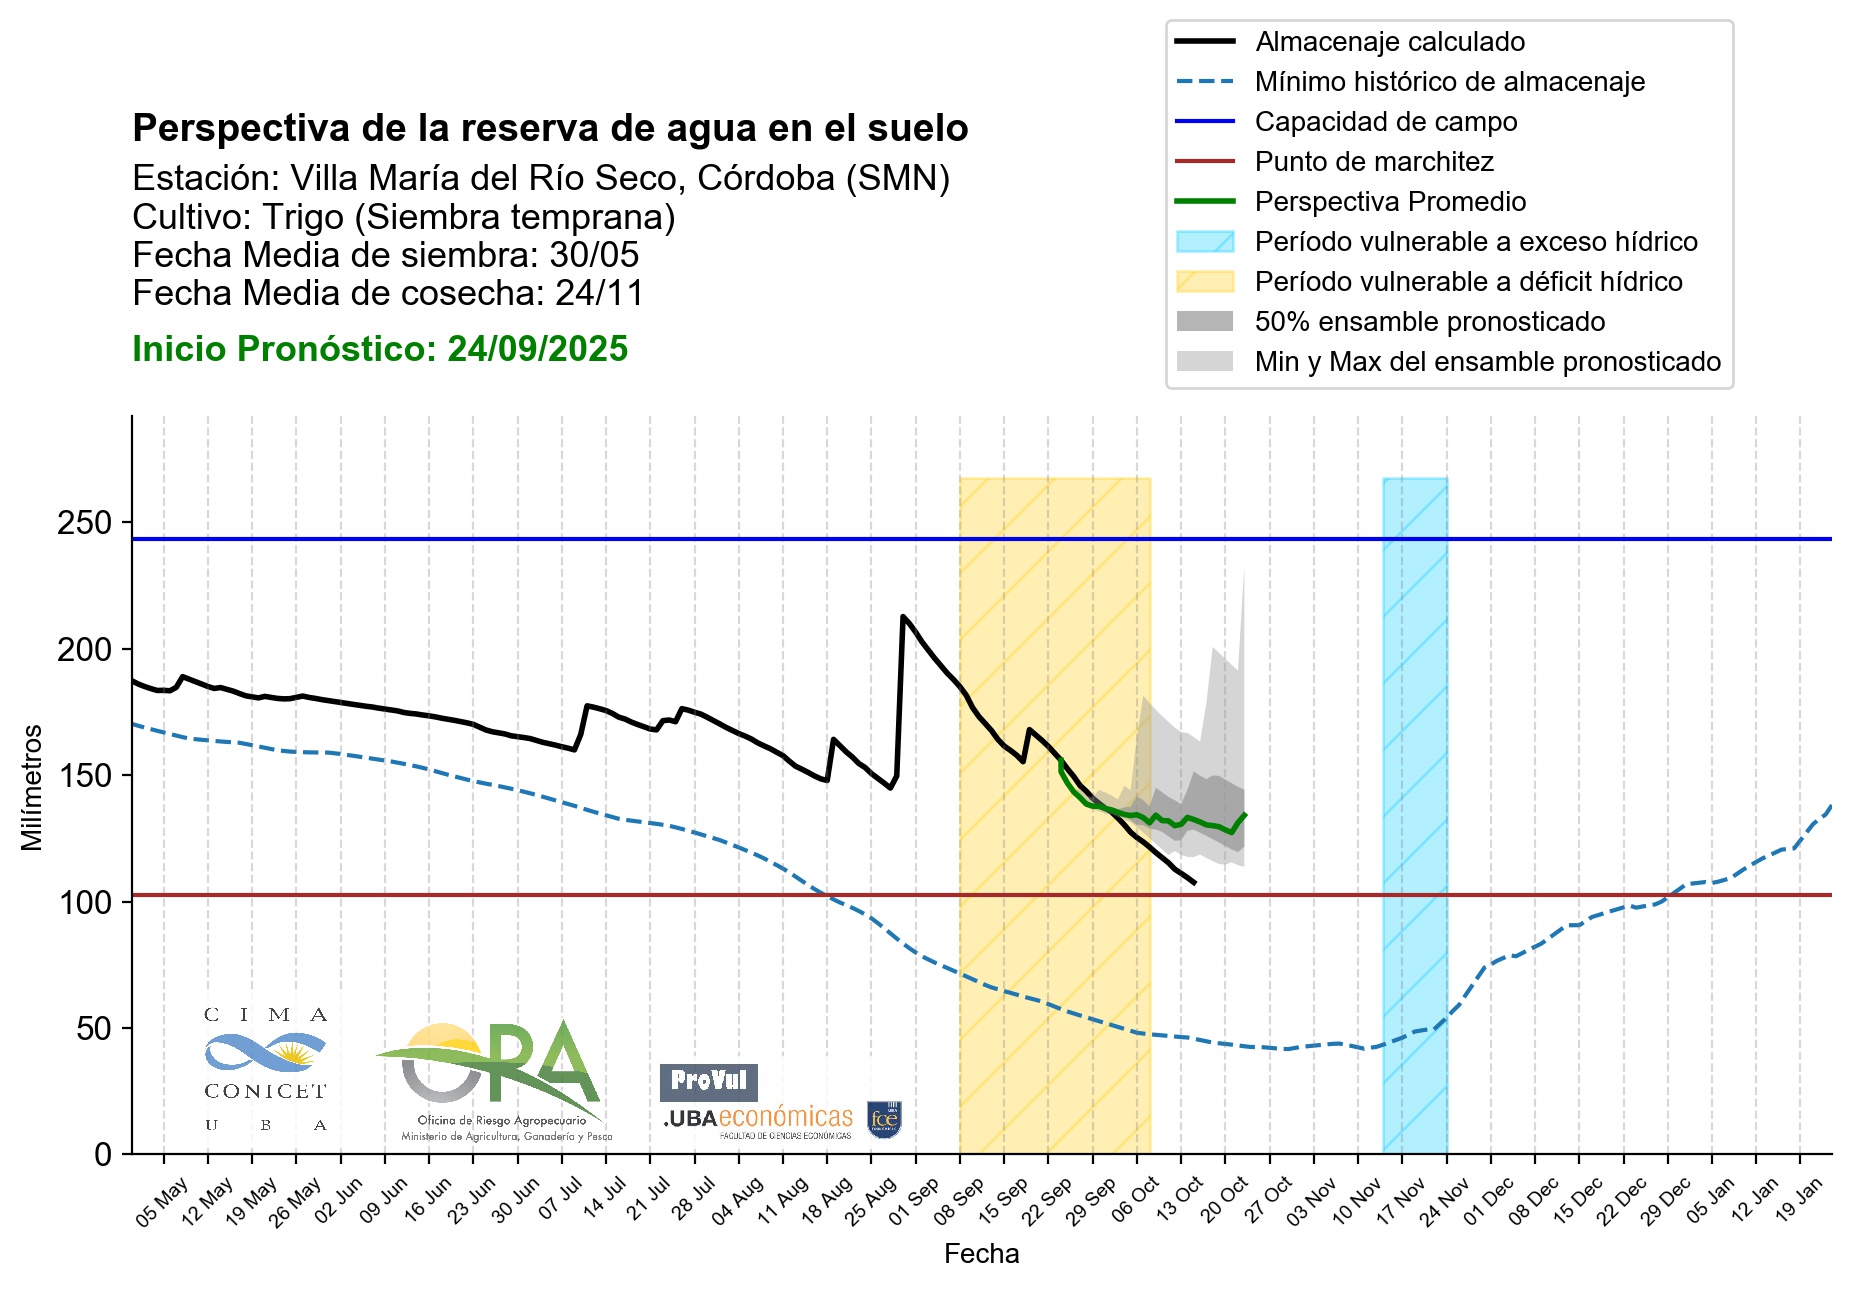 Almacenaje calculado
Mínimo histórico de almacenaje
Capacidad de campo
Punto de marchitez
Perspectiva Promedio
Período vulnerable a exceso hídrico
Período vulnerable a déficit hídrico
50% ensamble pronosticado
Min y Max del ensamble pronosticado
Perspectiva de la reserva de agua en el suelo
Estación: Villa María del Río Seco, Córdoba (SMN)
Cultivo: Trigo (Siembra temprana)
Fecha Media de siembra: 30/05
Fecha Media de cosecha: 24/11
Inicio Pronóstico: 24/09/2025
Milímetros
250
200
150
100
50
0
CIMA
CONICET
UBA
ORA
Oficina de Riesgo Agropecuario
Ministerio de Agricultura, Ganadería y Pesca
ProVul
.UBAeconómicas
FACULTAD DE CIENCIAS ECONÓMICAS
fce
05 May
12 May
19 May
26 May
02 Jun
09 Jun
16 Jun
23 Jun
30 Jun
07 Jul
14 Jul
21 Jul
28 Jul
04 Aug
11 Aug
18 Aug
25 Aug
01 Sep
08 Sep
15 Sep
22 Sep
29 Sep
06 Oct
13 Oct
20 Oct
27 Oct
03 Nov
10 Nov
17 Nov
24 Nov
01 Dec
08 Dec
15 Dec
22 Dec
29 Dec
05 Jan
12 Jan
19 Jan
Fecha